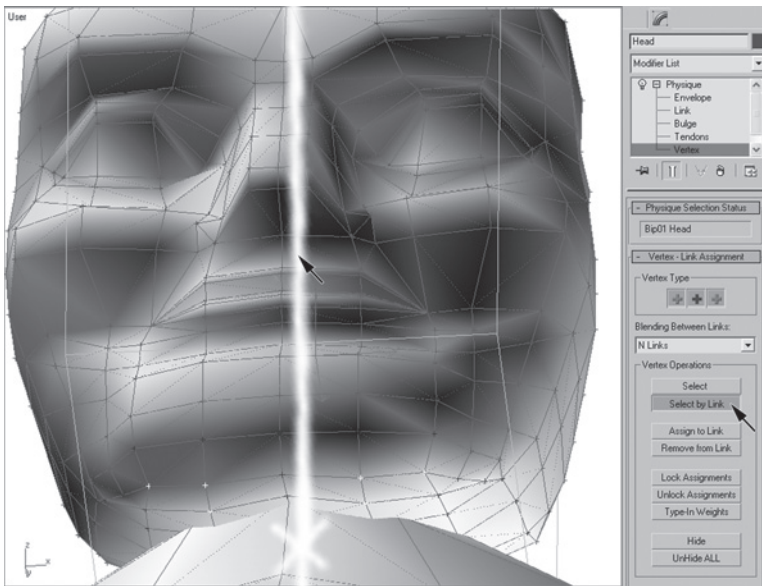 User
Head
Modifier List
Physique
Envelope
Link
Bulge
Tendons
Vertex
- Physique Selection Status
Bip01 Head
- Vertex - Link Assignment
Vertex Type
Blending Between Links:
N Links
Vertex Operations
Select
Select by Link
Assign to Link
Remove from Link
Lock Assignments
Unlock Assignments
Type-In Weights
Hide
UnHide ALL
z
x
y